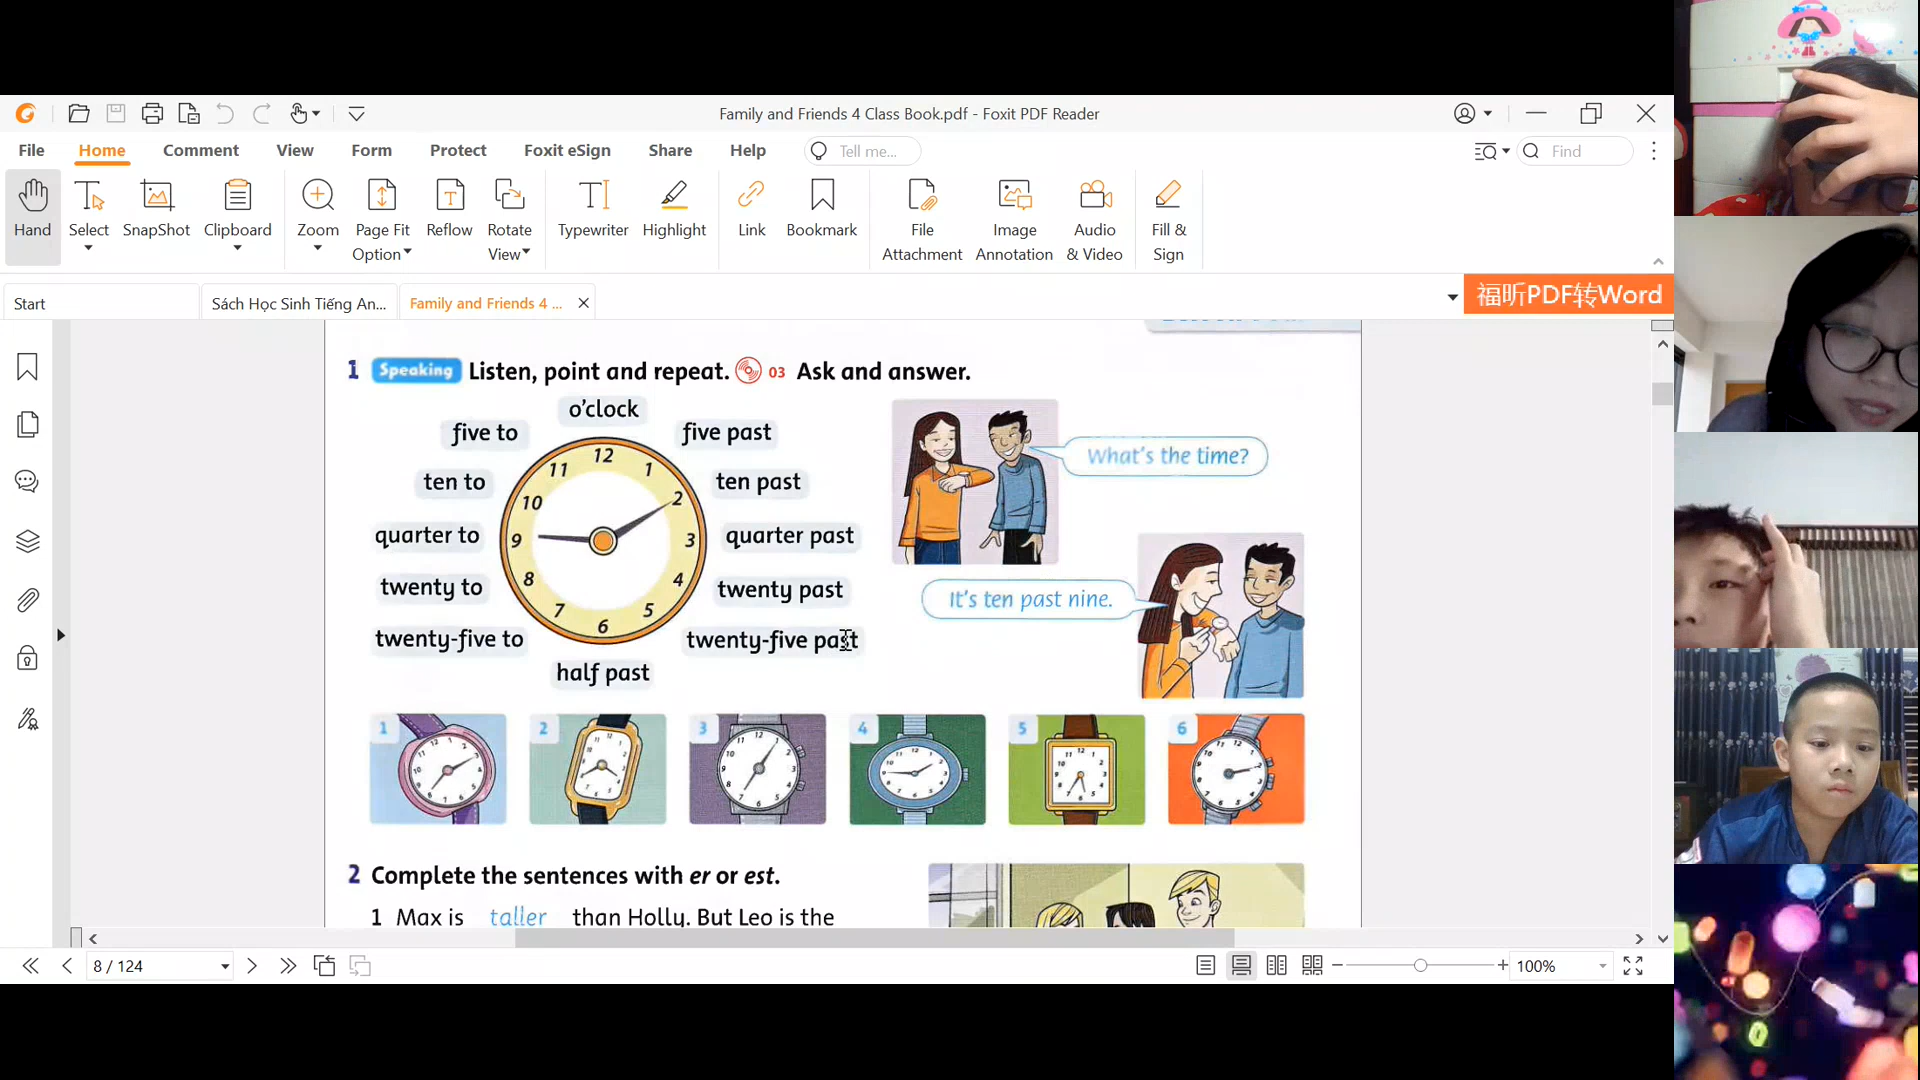 Family and Friends 4 Class Book.pdf - Foxit PDF Reader
File Home Comment View Form Protect Foxit eSign Share Help Tell me... Find
Hand Select SnapShot Clipboard Zoom Page Fit Option Reflow Rotate View Typewriter Highlight Link Bookmark File Attachment Image Annotation Audio & Video Fill & Sign
Start Sách Học Sinh Tiếng An... Family and Friends 4 ... 福昕PDF转Word
1 Speaking Listen, point and repeat. 03 Ask and answer.
o'clock
five to
five past
ten to
ten past
quarter to
quarter past
twenty to
twenty past
twenty-five to
twenty-five past
half past
12 1 2 3 4 5 6 7 8 9 10 11
What's the time?
It's ten past nine.
1 2 3 4 5 6
2 Complete the sentences with er or est.
1 Max is taller than Holly. But Leo is the
8 / 124
100%